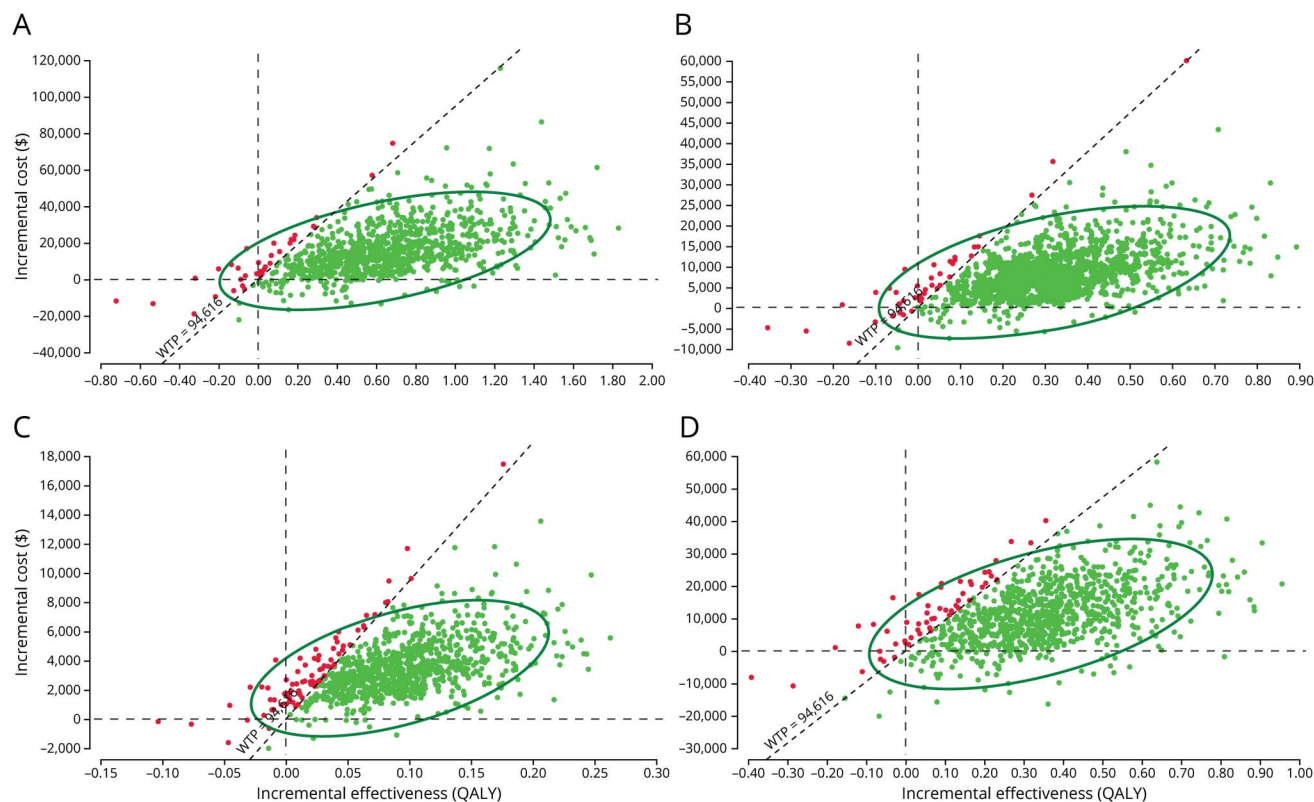 A
Incremental cost ($)
120,000
100,000
80,000
60,000
40,000
20,000
0
−20,000
−40,000
WTP = 94,616
−0.80 −0.60 −0.40 −0.20 0.00 0.20 0.40 0.60 0.80 1.00 1.20 1.40 1.60 1.80 2.00
B
60,000
55,000
50,000
45,000
40,000
35,000
30,000
25,000
20,000
15,000
10,000
5,000
0
−5,000
−10,000
WTP = 94,616
−0.40 −0.30 −0.20 −0.10 0.00 0.10 0.20 0.30 0.40 0.50 0.60 0.70 0.80 0.90
C
Incremental cost ($)
18,000
16,000
14,000
12,000
10,000
8,000
6,000
4,000
2,000
0
−2,000
WTP = 94,616
−0.15 −0.10 −0.05 0.00 0.05 0.10 0.15 0.20 0.25 0.30
Incremental effectiveness (QALY)
D
60,000
50,000
40,000
30,000
20,000
10,000
0
−10,000
−20,000
−30,000
WTP = 94,616
−0.40 −0.30 −0.20 −0.10 0.00 0.10 0.20 0.30 0.40 0.50 0.60 0.70 0.80 0.90 1.00
Incremental effectiveness (QALY)